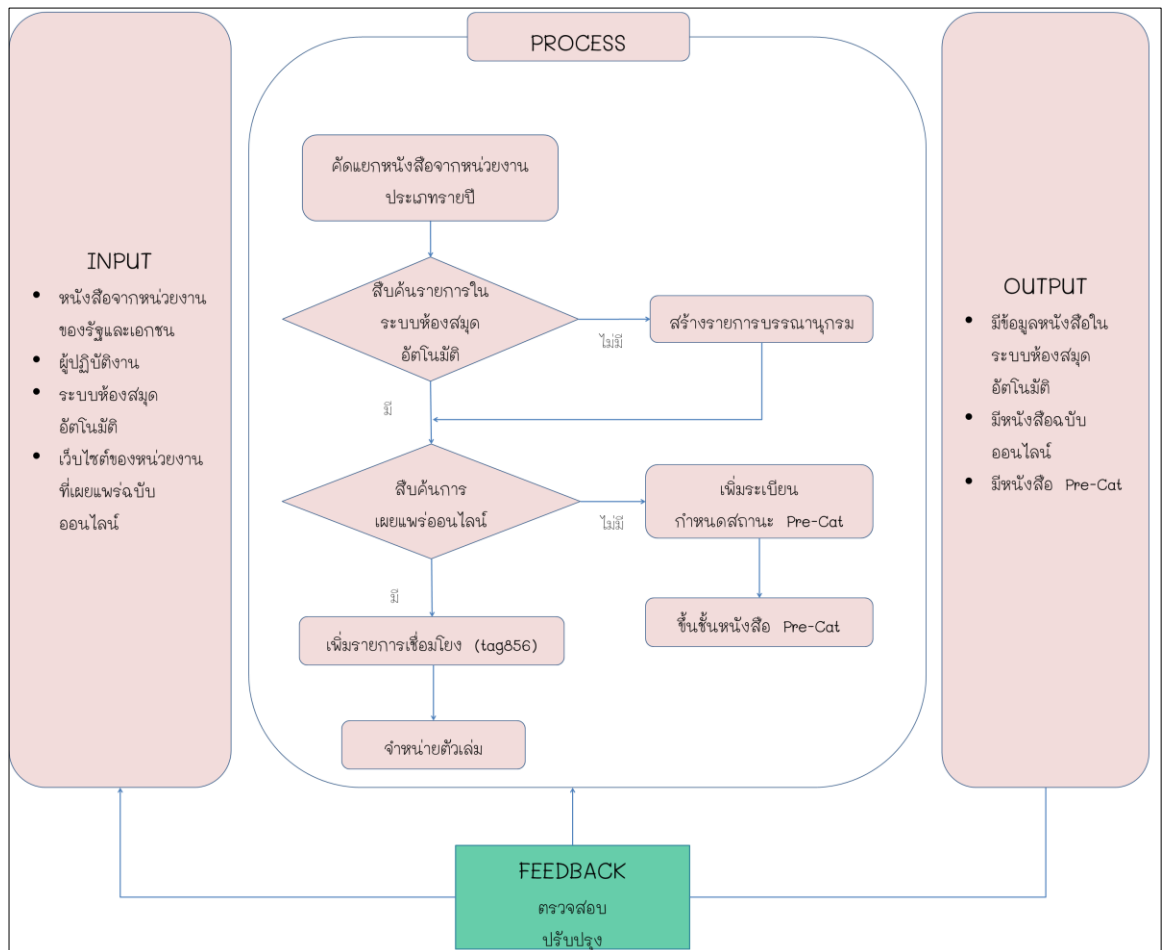 INPUT
• หนังสือจากหน่วยงาน
ของรัฐและเอกชน
• ผู้ปฏิบัติงาน
• ระบบห้องสมุด
อัตโนมัติ
• เว็บไซต์ของหน่วยงาน
ที่เผยแพร่ฉบับ
ออนไลน์
PROCESS
คัดแยกหนังสือจากหน่วยงาน
ประเภทรายปี
สืบค้นรายการใน
ระบบห้องสมุด
อัตโนมัติ
ไม่มี
สร้างรายการบรรณานุกรม
มี
สืบค้นการ
เผยแพร่ออนไลน์
ไม่มี
เพิ่มระเบียน
กำหนดสถานะ Pre-Cat
มี
ขึ้นชั้นหนังสือ Pre-Cat
เพิ่มรายการเชื่อมโยง (tag856)
จำหน่ายตัวเล่ม
OUTPUT
• มีข้อมูลหนังสือใน
ระบบห้องสมุด
อัตโนมัติ
• มีหนังสือฉบับ
ออนไลน์
• มีหนังสือ Pre-Cat
FEEDBACK
ตรวจสอบ
ปรับปรุง